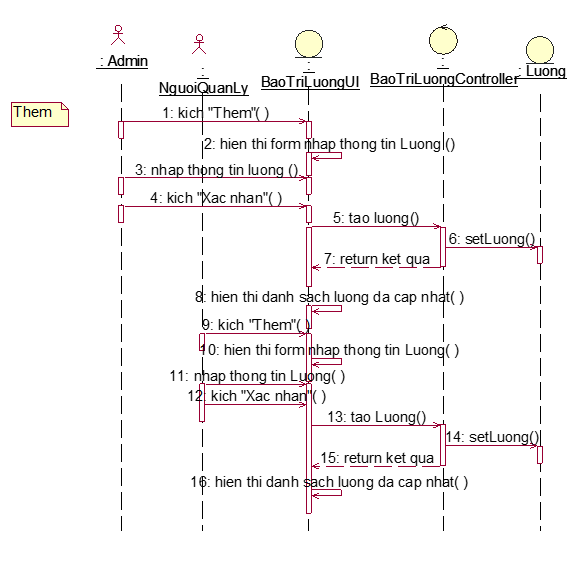 : Admin
:
NguoiQuanLy
:
BaoTriLuongUI
:
BaoTriLuongController
: Luong
Them
1: kich "Them"( )
2: hien thi form nhap thong tin Luong ()
3: nhap thong tin luong ()
4: kich "Xac nhan"( )
5: tao luong()
6: setLuong()
7: return ket qua
8: hien thi danh sach luong da cap nhat( )
9: kich "Them"( )
10: hien thi form nhap thong tin Luong( )
11: nhap thong tin Luong( )
12: kich "Xac nhan"( )
13: tao Luong()
14: setLuong()
15: return ket qua
16: hien thi danh sach luong da cap nhat( )